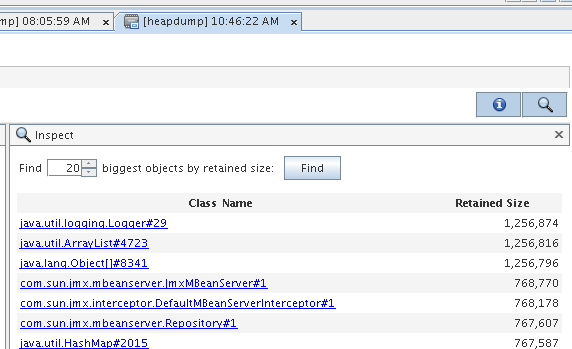 mp] 08:05:59 AM
[heapdump] 10:46:22 AM
Inspect
Find 20 biggest objects by retained size: Find
Class Name Retained Size
java.util.logging.Logger#29 1,256,874
java.util.ArrayList#4723 1,256,816
java.lang.Object[]#8341 1,256,796
com.sun.jmx.mbeanserver.JmxMBeanServer#1 768,770
com.sun.jmx.interceptor.DefaultMBeanServerInterceptor#1 768,178
com.sun.jmx.mbeanserver.Repository#1 767,607
java.util.HashMap#2015 767,587